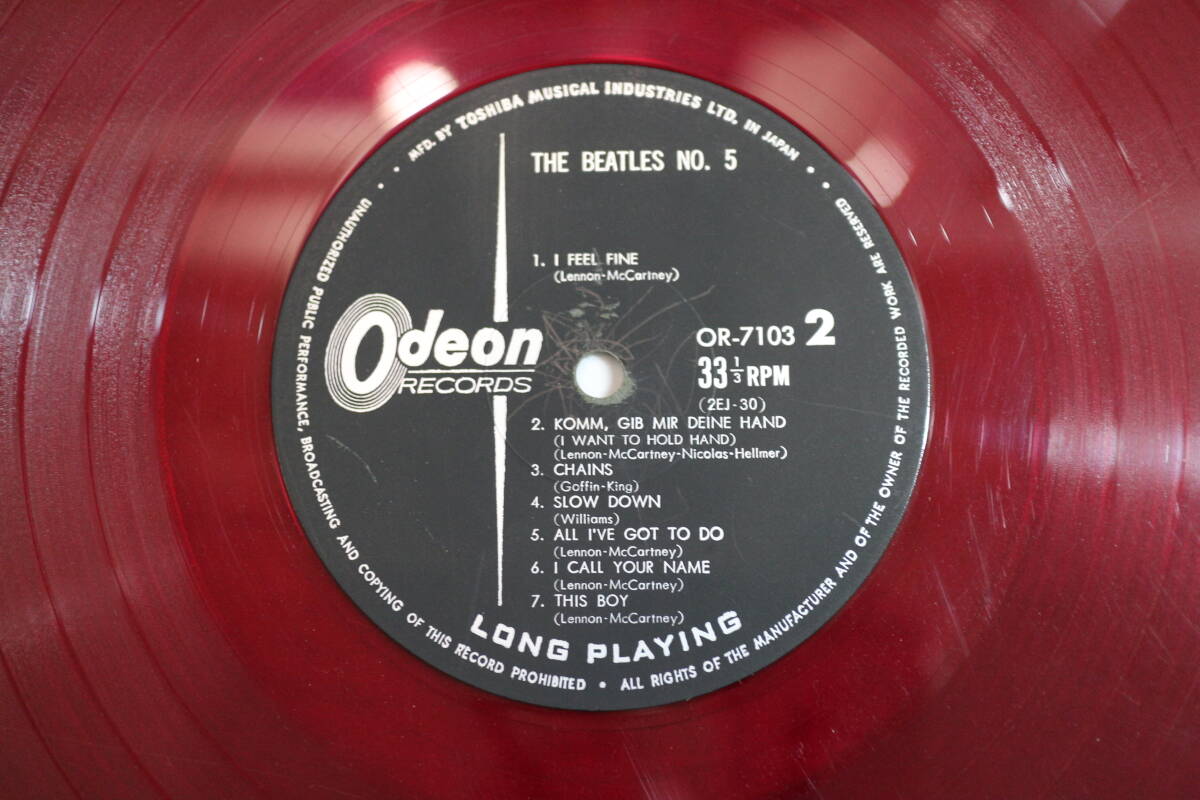 MFD. BY TOSHIBA MUSICAL INDUSTRIES LTD. IN JAPAN
THE BEATLES NO. 5
1. I FEEL FINE
(Lennon-McCartney)
Odeon
RECORDS
OR-7103 2
33 1/3 RPM
(2EJ-30)
2. KOMM, GIB MIR DEINE HAND
(I WANT TO HOLD HAND)
(Lennon-McCartney-Nicolas-Hellmer)
3. CHAINS
(Goffin-King)
4. SLOW DOWN
(Williams)
5. ALL I'VE GOT TO DO
(Lennon-McCartney)
6. I CALL YOUR NAME
(Lennon-McCartney)
7. THIS BOY
(Lennon-McCartney)
LONG PLAYING
UNAUTHORIZED PUBLIC PERFORMANCE, BROADCASTING AND COPYING OF THIS RECORD PROHIBITED • ALL RIGHTS OF THE MANUFACTURER AND OF THE OWNER OF THE RECORDED WORK ARE RESERVED